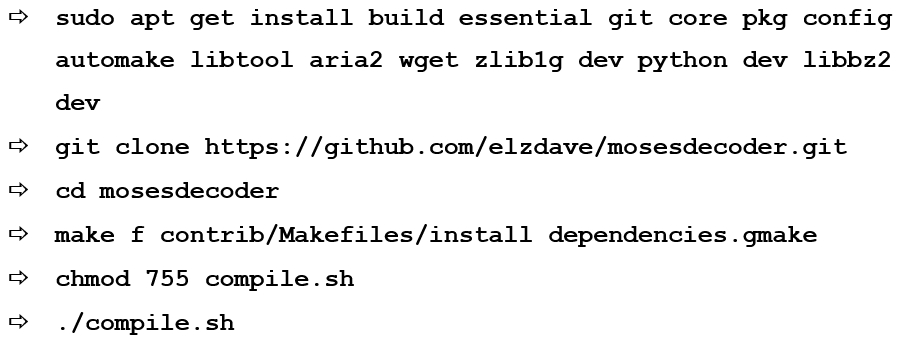 ⇨ sudo apt get install build essential git core pkg config
automake libtool aria2 wget zlib1g dev python dev libbz2
dev
⇨ git clone https://github.com/elzdave/mosesdecoder.git
⇨ cd mosesdecoder
⇨ make f contrib/Makefiles/install dependencies.gmake
⇨ chmod 755 compile.sh
⇨ ./compile.sh